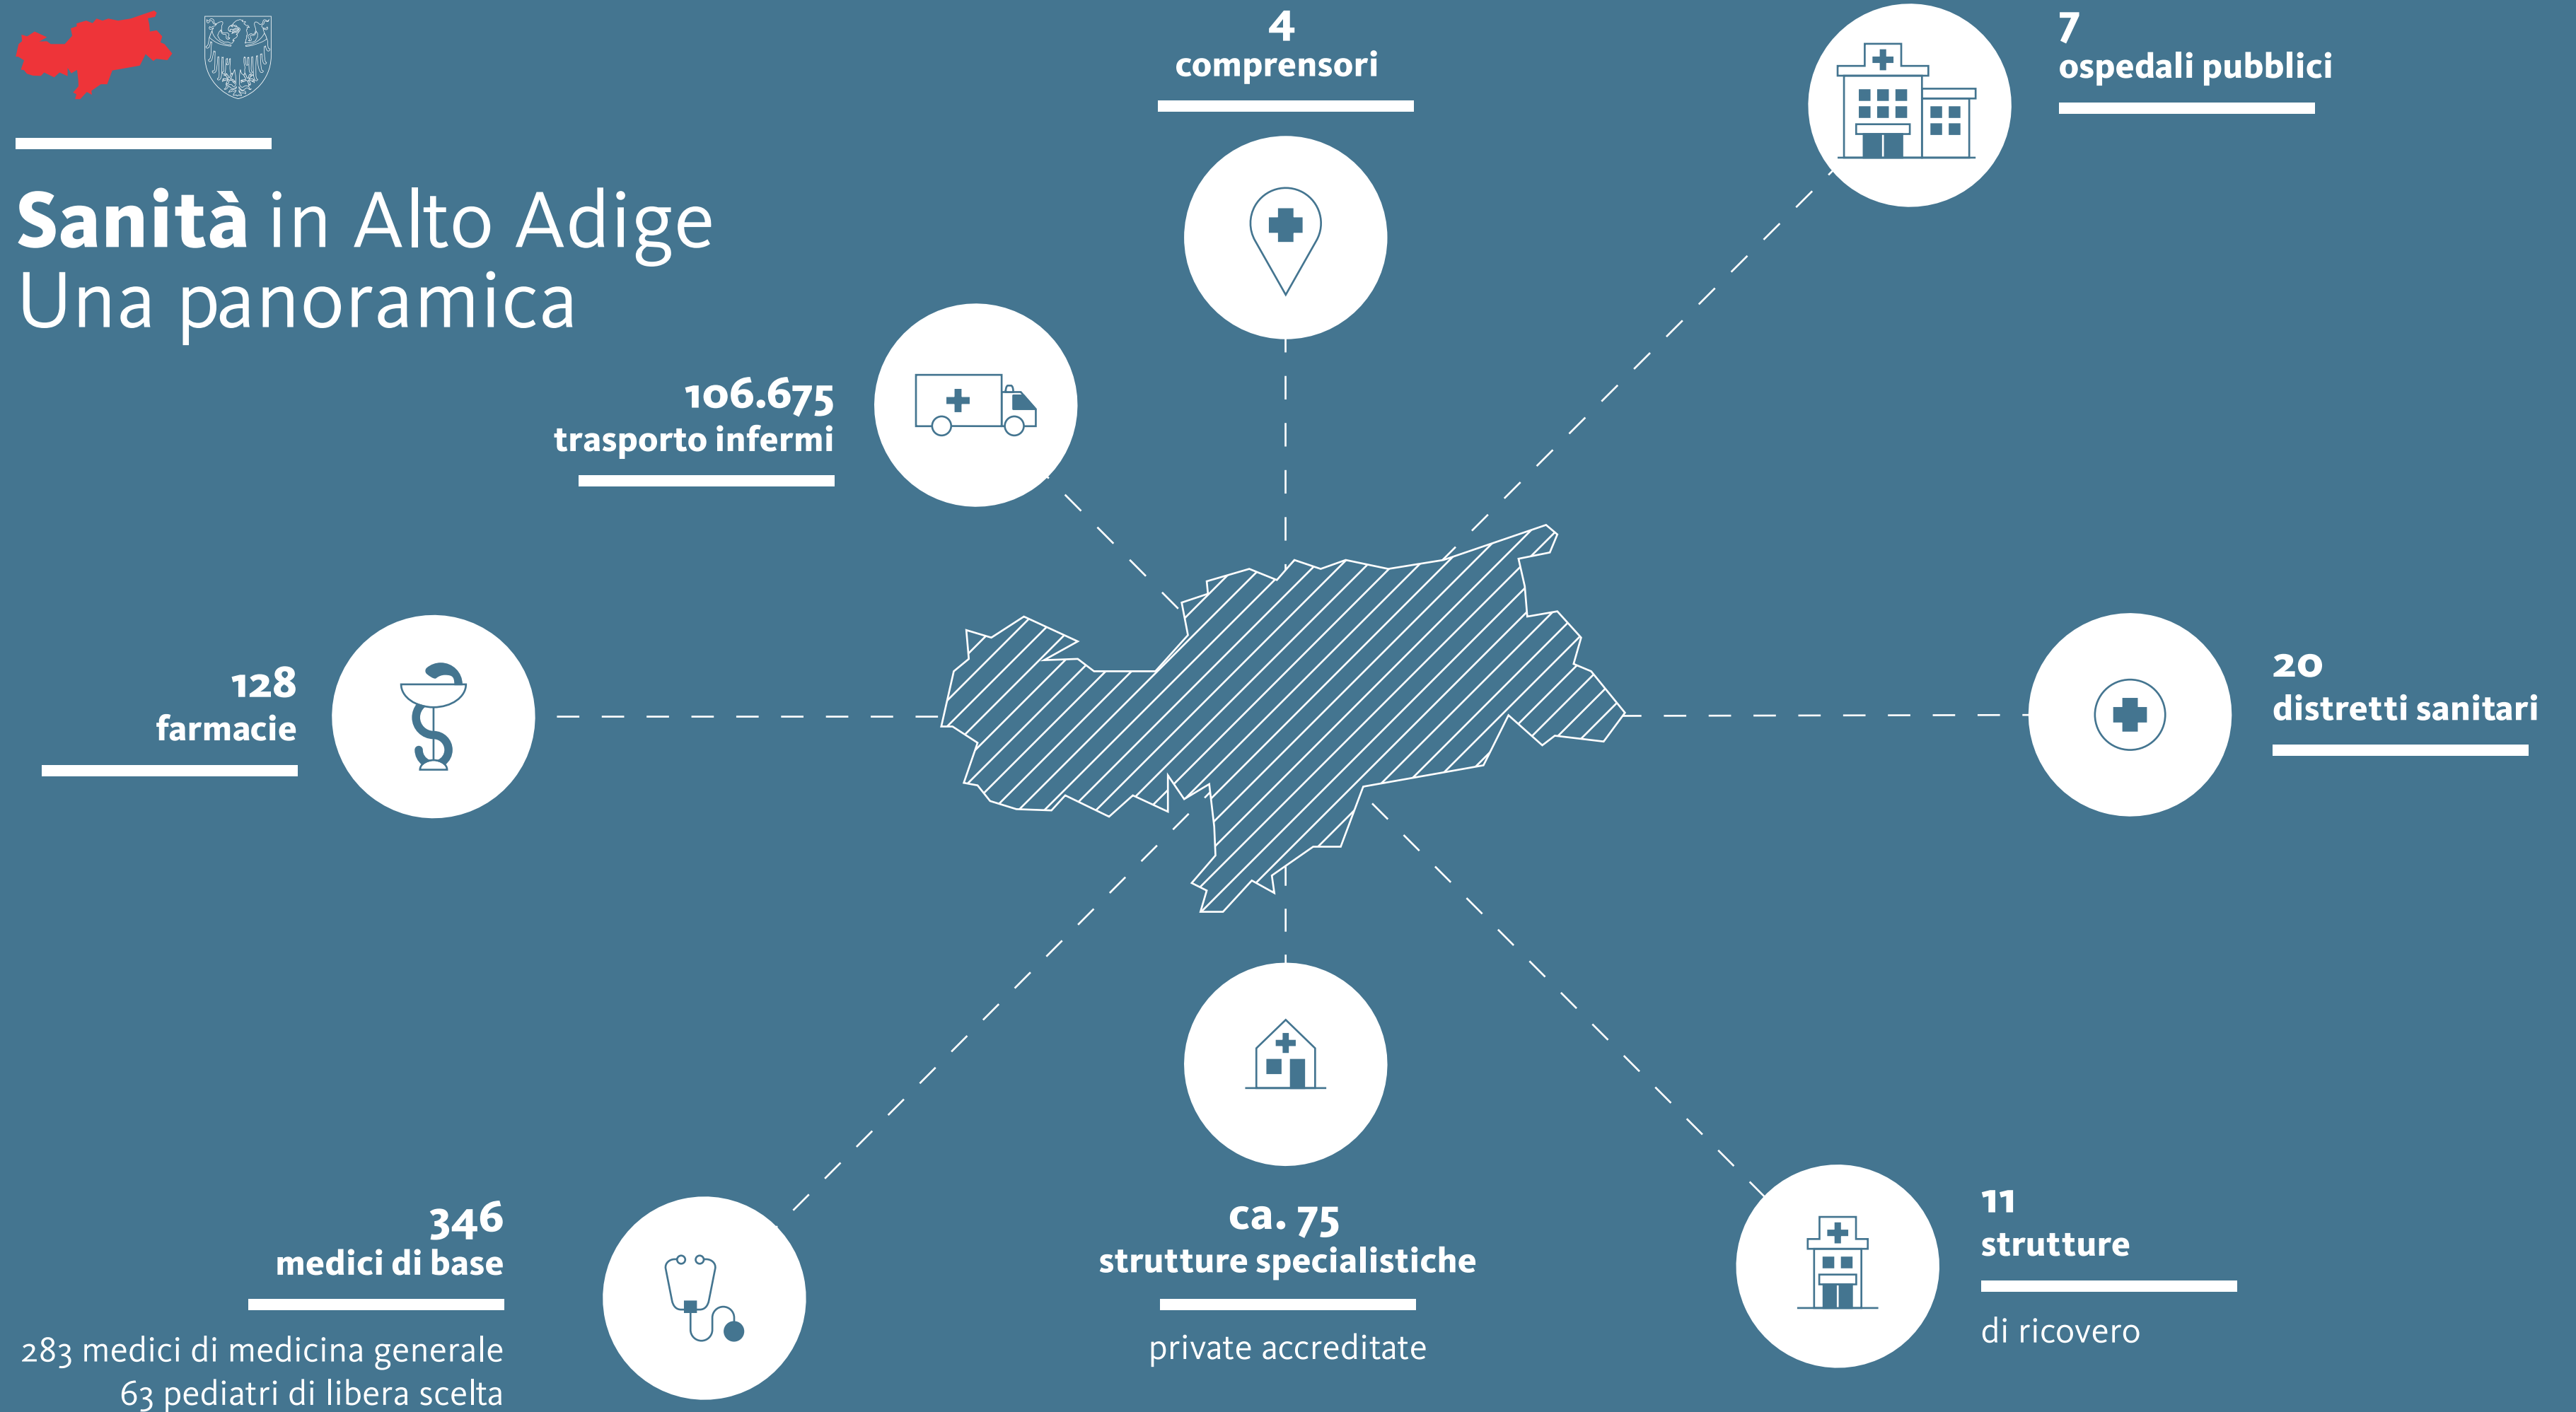 Sanità in Alto Adige
Una panoramica
4
comprensori
7
ospedali pubblici
106.675
trasporto infermi
128
farmacie
20
distretti sanitari
346
medici di base
283 medici di medicina generale
63 pediatri di libera scelta
ca. 75
strutture specialistiche
private accreditate
11
strutture
di ricovero